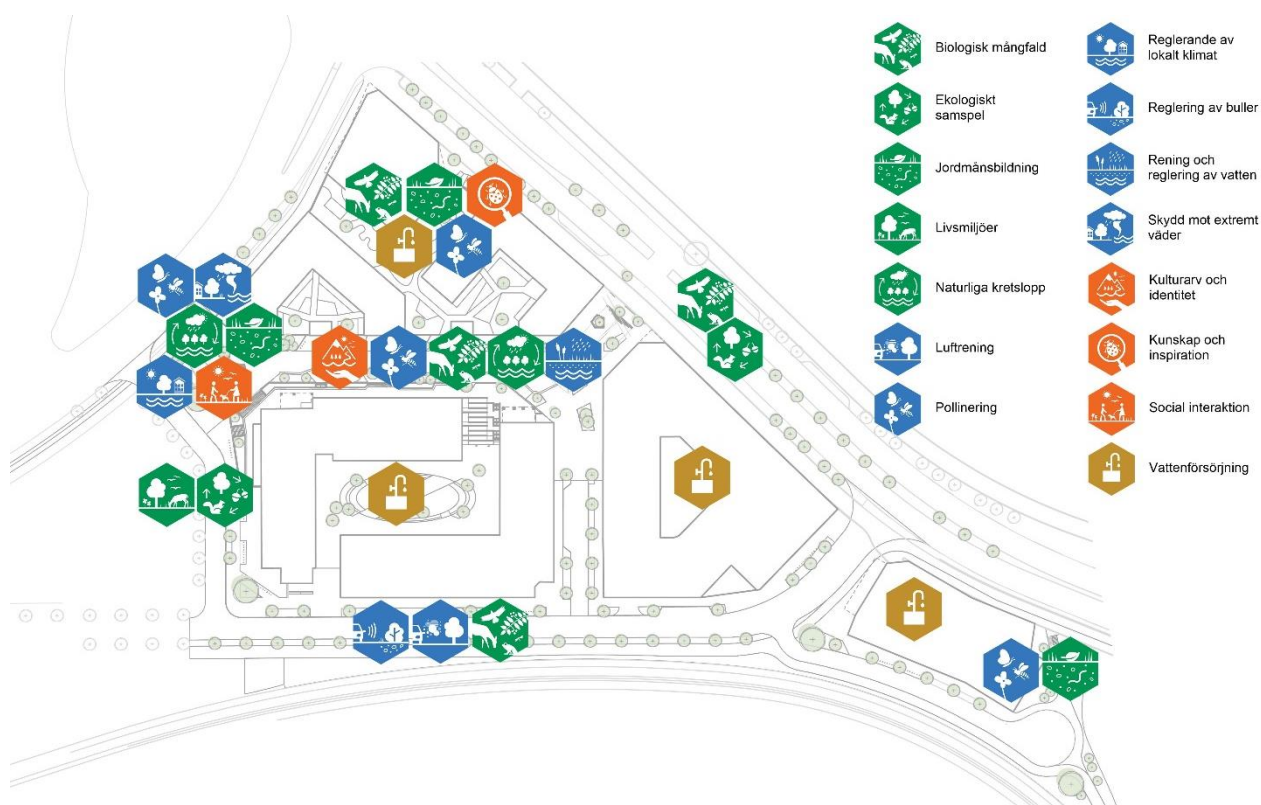 Biologisk mångfald
Ekologiskt
samspel
Jordmånsbildning
Livsmiljöer
Naturliga kretslopp
Luftrening
Pollinering
Reglerande av
lokalt klimat
Reglering av buller
Rening och
reglering av vatten
Skydd mot extremt
väder
Kulturarv och
identitet
Kunskap och
inspiration
Social interaktion
Vattenförsörjning